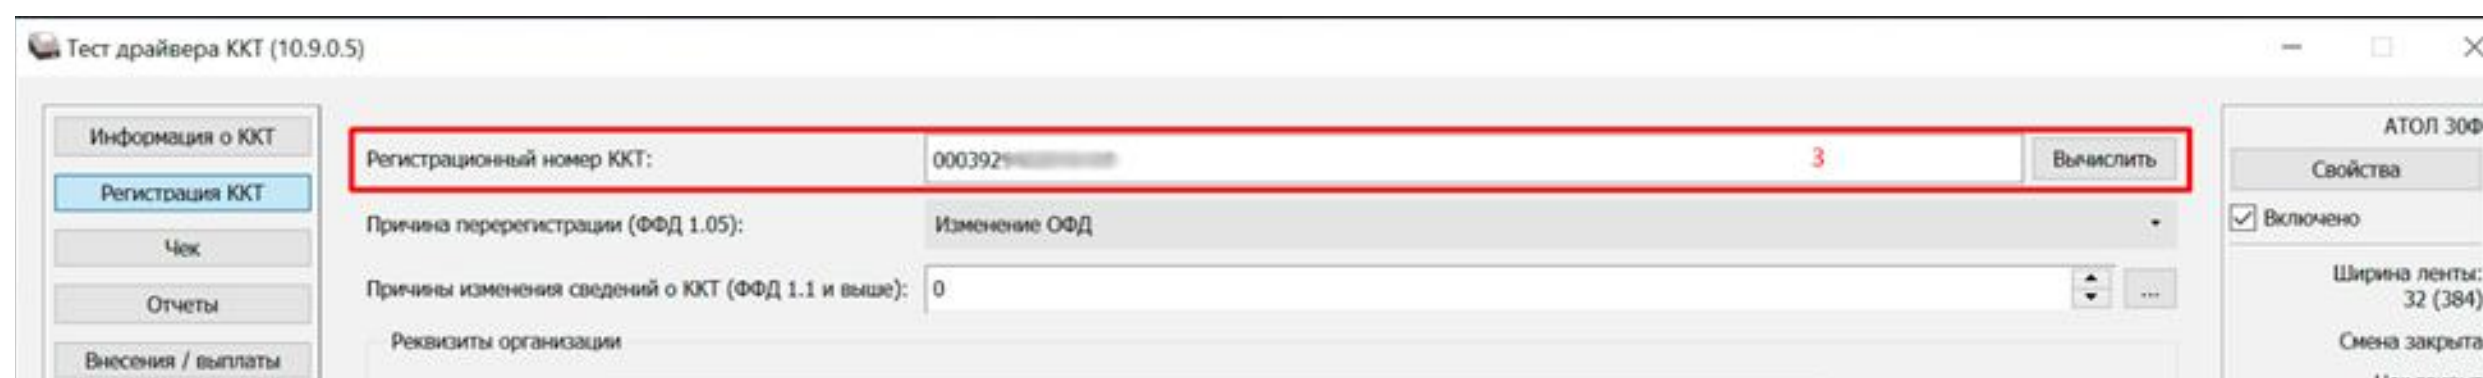 Тест драйвера ККТ (10.9.0.5)
Информация о ККТ
Регистрация ККТ
Чек
Отчеты
Внесения / выплаты
Регистрационный номер ККТ:
000392
3
Вычислить
Причина перерегистрации (ФФД 1.05):
Изменение ОФД
Причины изменения сведений о ККТ (ФФД 1.1 и выше):
0
...
Реквизиты организации
АТОЛ 30Ф
Свойства
Включено
Ширина ленты:
32 (384)
Смена закрыта